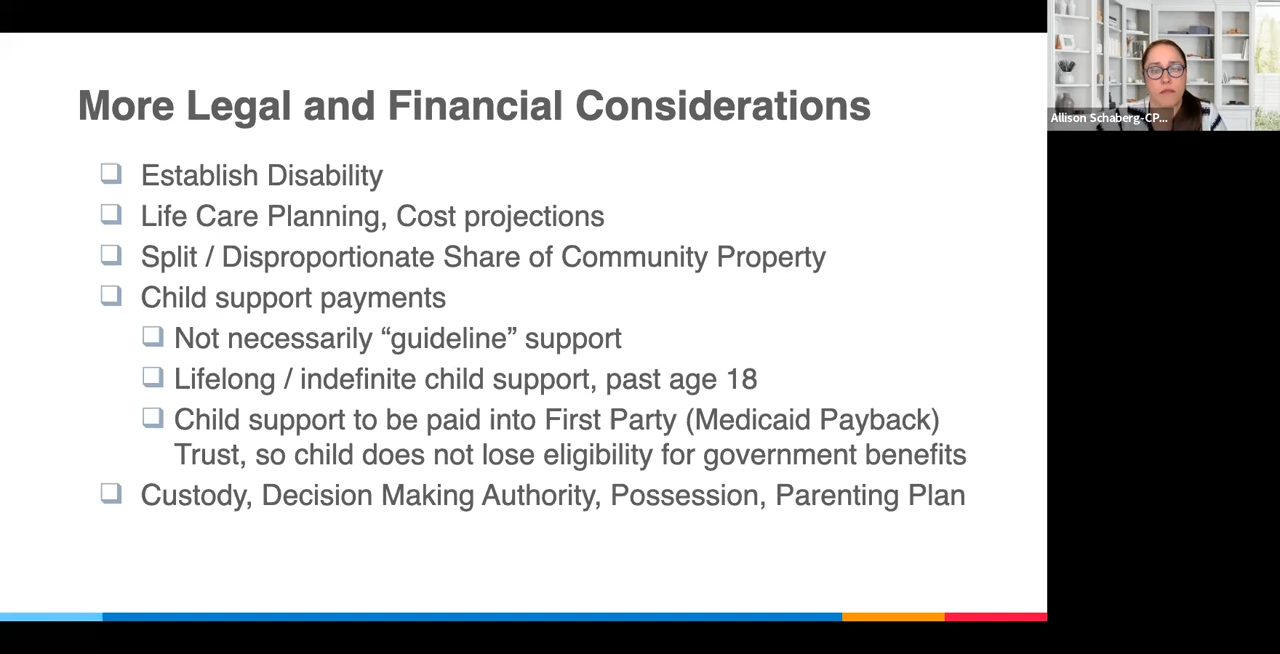 More Legal and Financial Considerations
Establish Disability
Life Care Planning, Cost projections
Split / Disproportionate Share of Community Property
Child support payments
Not necessarily “guideline” support
Lifelong / indefinite child support, past age 18
Child support to be paid into First Party (Medicaid Payback)
Trust, so child does not lose eligibility for government benefits
Custody, Decision Making Authority, Possession, Parenting Plan
Allison Schaberg-CP...